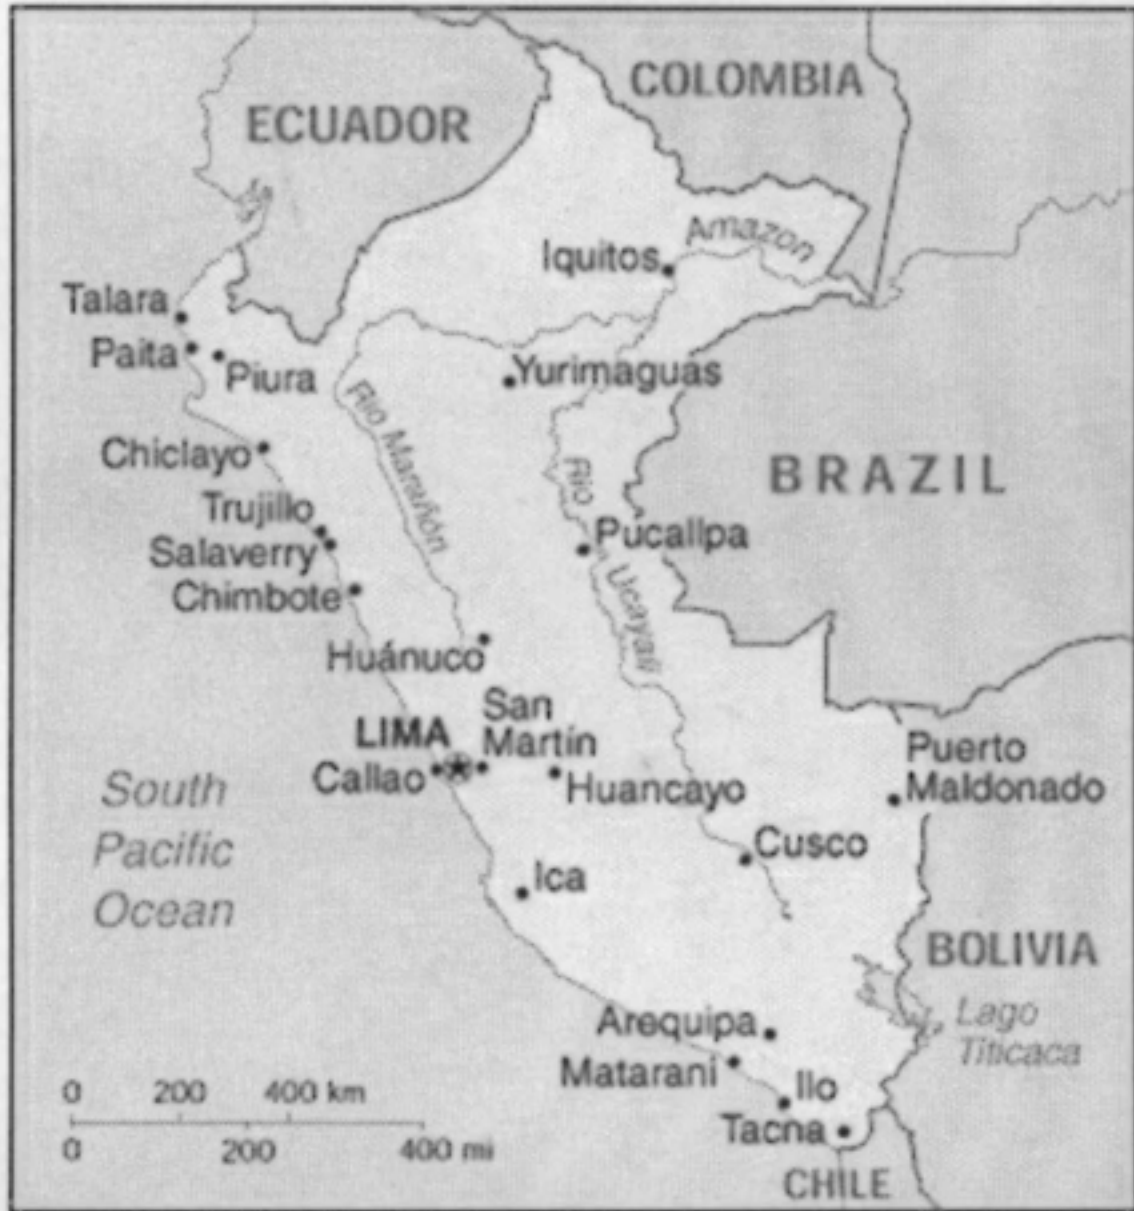 COLOMBIA
ECUADOR
Amazon
Iquitos
Talara
Paita
Piura
Yurimaguas
Rio Marañón
Chiclayo
BRAZIL
Rio
Trujillo
Pucallpa
Salaverry
Chimbote
Ucayali
Huánuco
San
LIMA
Martín
Puerto
Callao
Huancayo
Maldonado
South
Pacific
Ocean
Cusco
Ica
BOLIVIA
Lago
Titicaca
Arequipa
Matarani
Ilo
Tacna
0 200 400 km
0 200 400 mi
CHILE